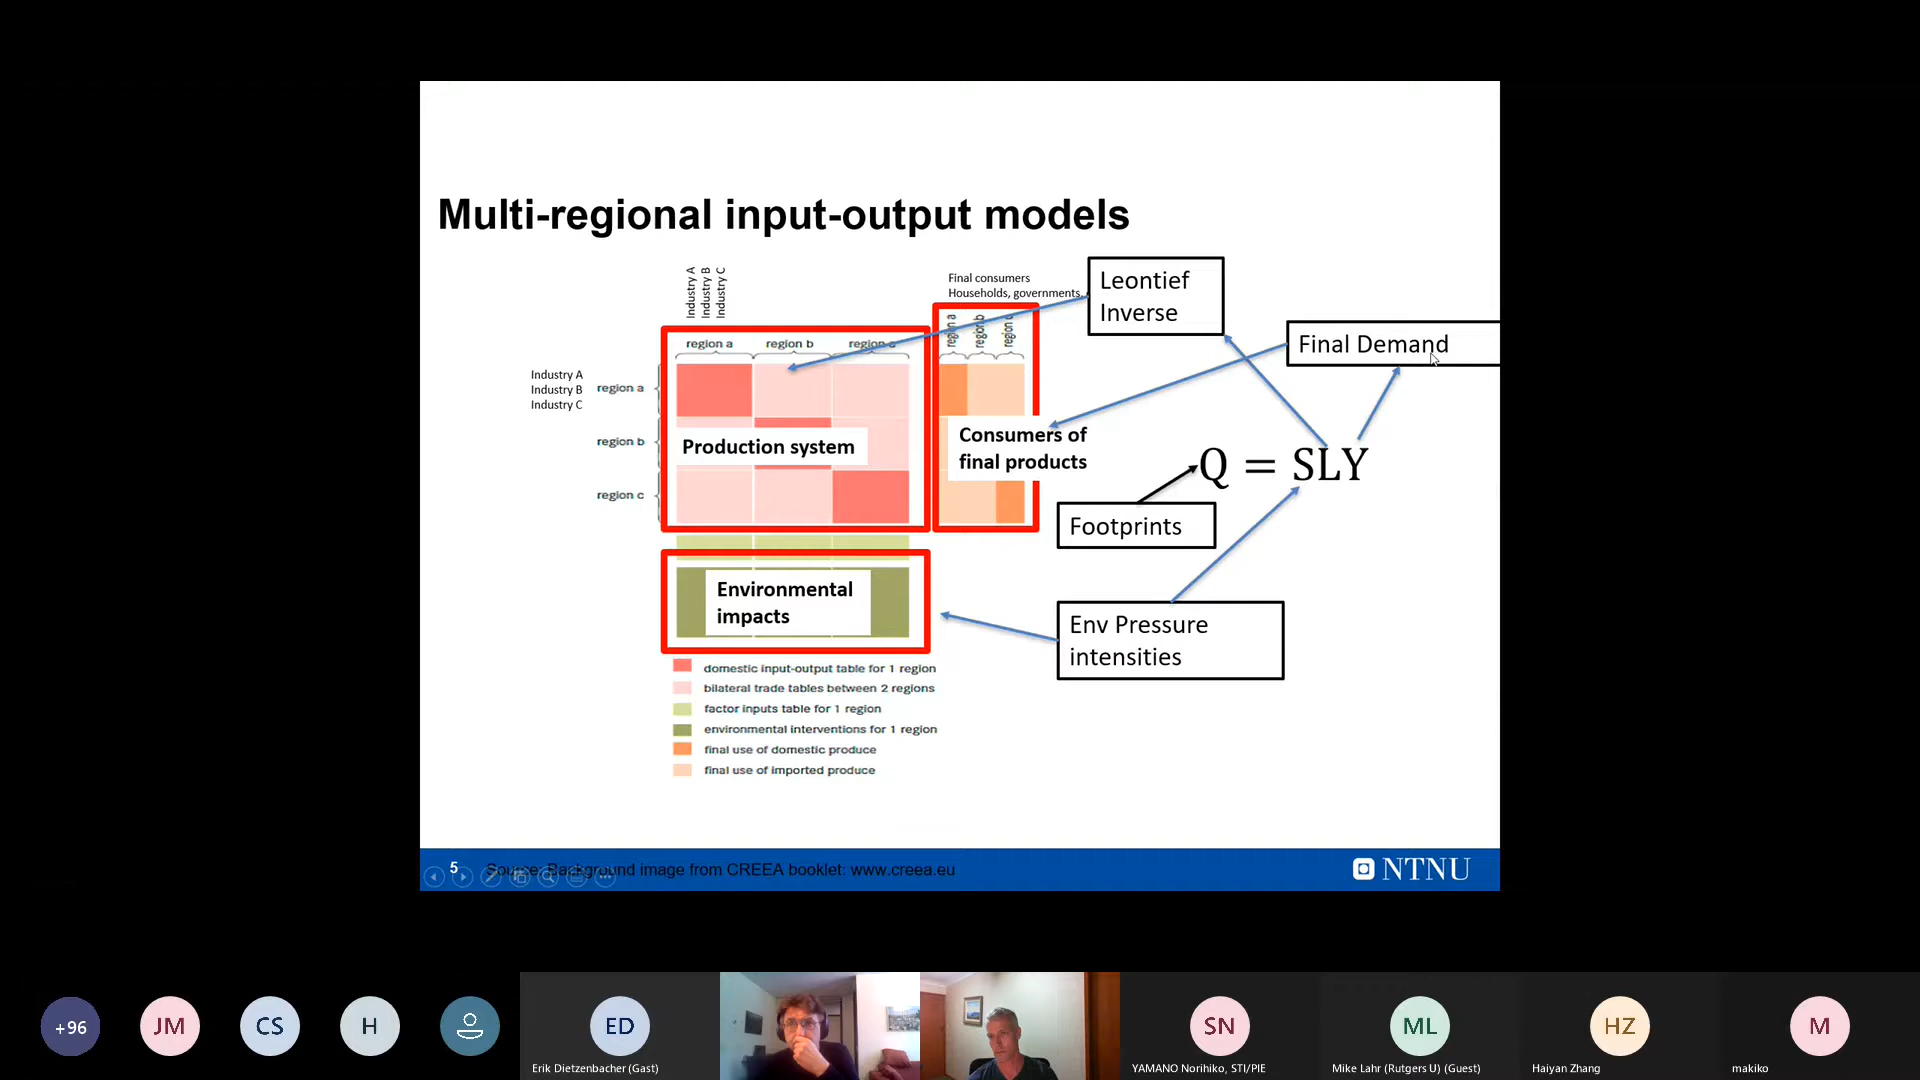 Multi-regional input-output models
Industry A
Industry B
Industry C
Final consumers
Households, governments,
Leontief
Inverse
Final Demand
region a
region b
region c
region a
region b
region c
Industry A
Industry B
Industry C
region a
region b
region c
Production system
Consumers of
final products
Q = SLY
Footprints
Environmental
impacts
Env Pressure
intensities
domestic input-output table for 1 region
bilateral trade tables between 2 regions
factor inputs table for 1 region
environmental interventions for 1 region
final use of domestic produce
final use of imported produce
5
Source: Background image from CREEA booklet: www.creea.eu
NTNU
+96
JM
CS
H
ED
SN
ML
HZ
M
Erik Dietzenbacher (Gast)
YAMANO Norihiko, STI/PIE
Mike Lahr (Rutgers U) (Guest)
Haiyan Zhang
makiko